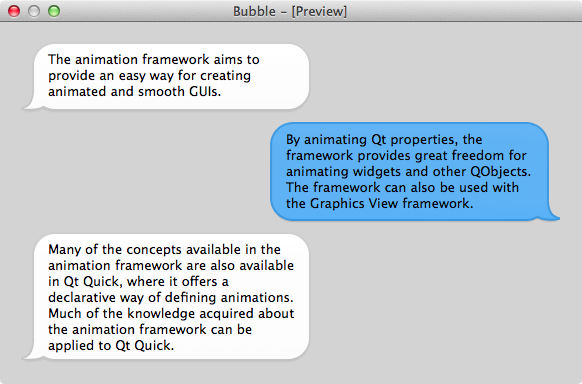 Bubble – [Preview]
The animation framework aims to
provide an easy way for creating
animated and smooth GUIs.
By animating Qt properties, the
framework provides great freedom for
animating widgets and other QObjects.
The framework can also be used with
the Graphics View framework.
Many of the concepts available in the
animation framework are also available
in Qt Quick, where it offers a
declarative way of defining animations.
Much of the knowledge acquired about
the animation framework can be
applied to Qt Quick.